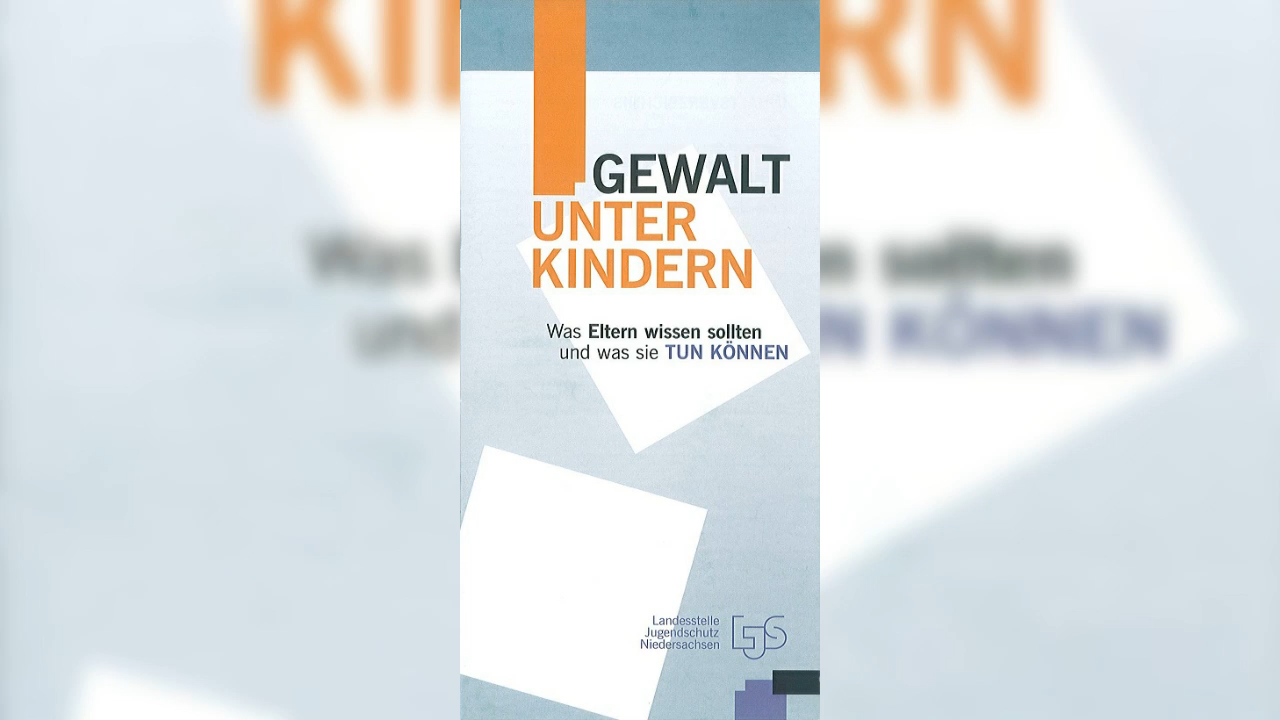 GEWALT
UNTER
KINDERN
Was Eltern wissen sollten
und was sie TUN KÖNNEN
Landesstelle
Jugendschutz
Niedersachsen
LJS